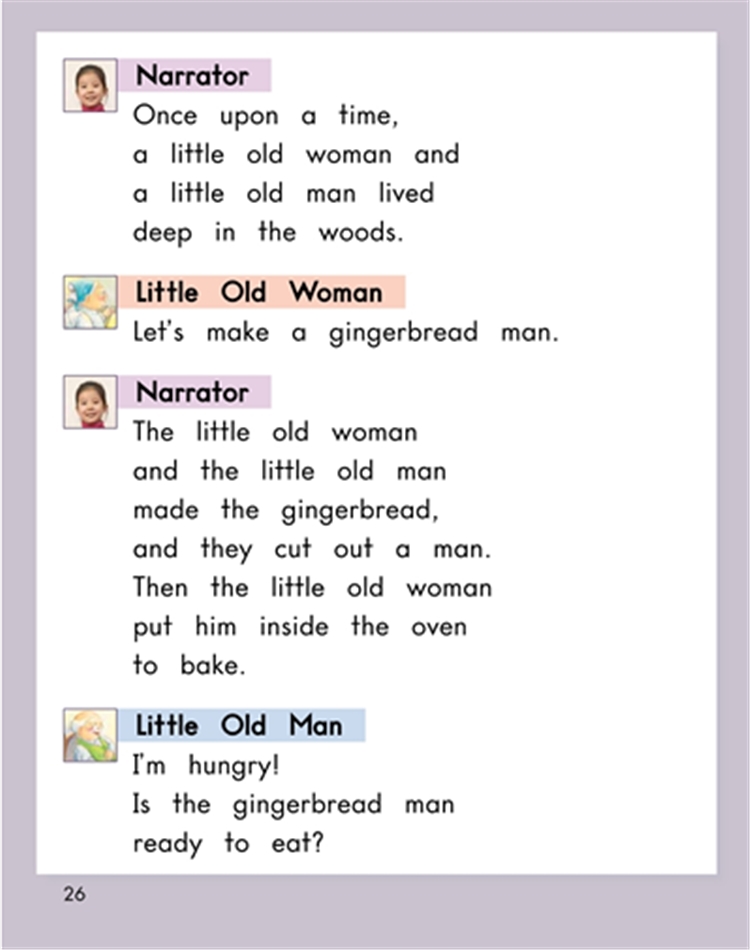 Narrator
Once upon a time,
a little old woman and
a little old man lived
deep in the woods.
Little Old Woman
Let's make a gingerbread man.
Narrator
The little old woman
and the little old man
made the gingerbread,
and they cut out a man.
Then the little old woman
put him inside the oven
to bake.
Little Old Man
I'm hungry!
Is the gingerbread man
ready to eat?
26